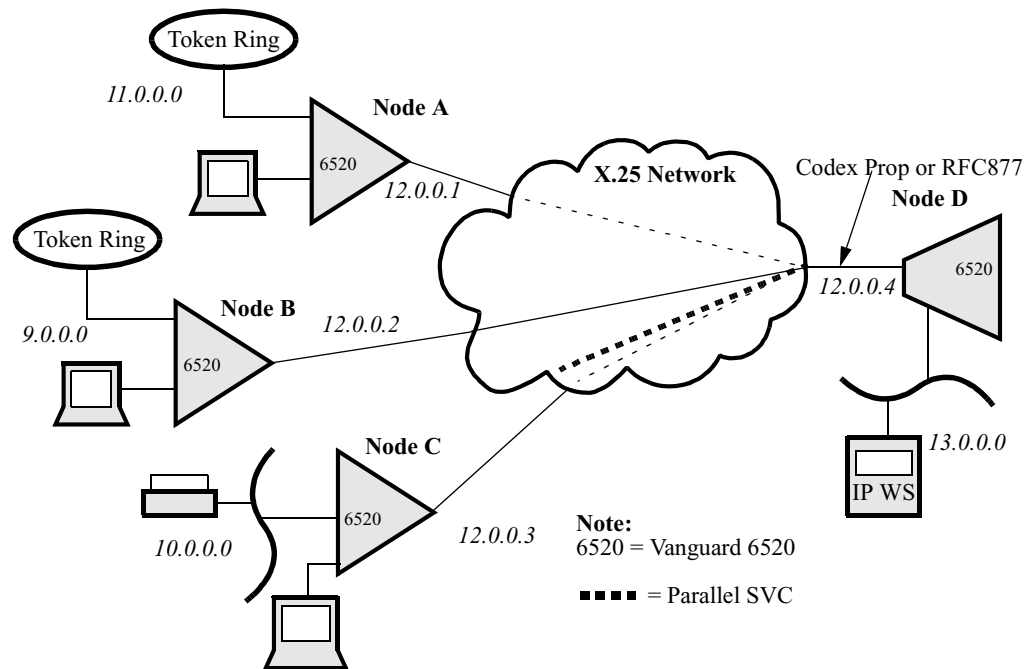 Token Ring
11.0.0.0
Node A
6520
12.0.0.1
X.25 Network
Codex Prop or RFC877
Node D
6520
12.0.0.4
Token Ring
9.0.0.0
Node B
6520
12.0.0.2
13.0.0.0
IP WS
Node C
6520
10.0.0.0
12.0.0.3
Note:
6520 = Vanguard 6520
= Parallel SVC